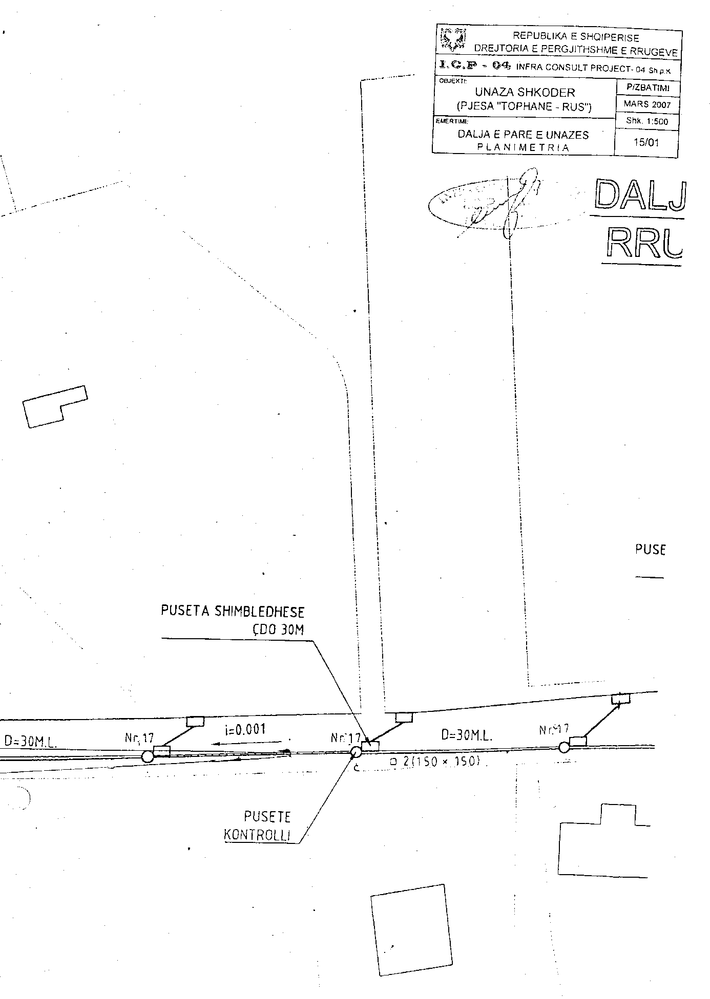 REPUBLIKA E SHQIPERISE
DREJTORIA E PERGJITHSHME E RRUGEVE
I.C.P - 04 INFRA CONSULT PROJECT- 04 Sh.p.K
OBJEKTI:
UNAZA SHKODER
(PJESA "TOPHANE - RUS")
P/ZBATIMI
MARS 2007
EMERTIMI:
DALJA E PARE E UNAZES
PLANIMETRIA
Shk. 1:500
15/01
DALJ
RRU
PUSE
PUSETA SHIMBLEDHESE
ÇDO 30M
D=30M.L.
Nr.17
i=0.001
Nr.17
D=30M.L.
Nr.17
2(150 × 150)
PUSETE
KONTROLLI